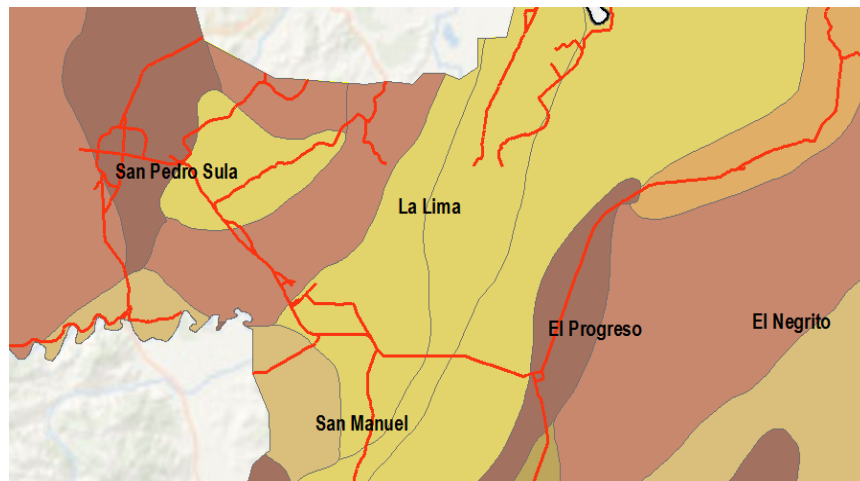 San Pedro Sula
La Lima
El Progreso
El Negrito
San Manuel